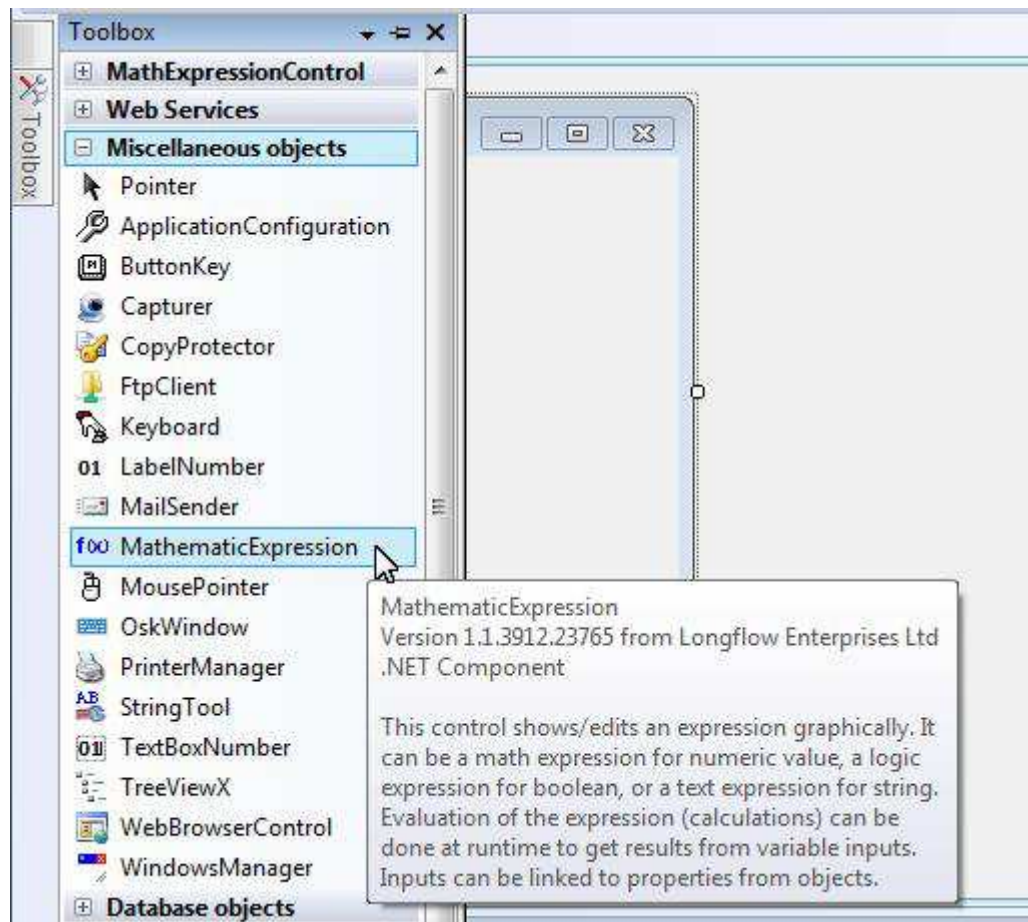 Toolbox
Toolbox
MathExpressionControl
Web Services
Miscellaneous objects
Pointer
ApplicationConfiguration
ButtonKey
Capturer
CopyProtector
FtpClient
Keyboard
01 LabelNumber
MailSender
f(x) MathematicExpression
MousePointer
OskWindow
PrinterManager
AB StringTool
01 TextBoxNumber
TreeViewX
WebBrowserControl
WindowsManager
Database objects
MathematicExpression
Version 1.1.3912.23765 from Longflow Enterprises Ltd
.NET Component
This control shows/edits an expression graphically. It
can be a math expression for numeric value, a logic
expression for boolean, or a text expression for string.
Evaluation of the expression (calculations) can be
done at runtime to get results from variable inputs.
Inputs can be linked to properties from objects.